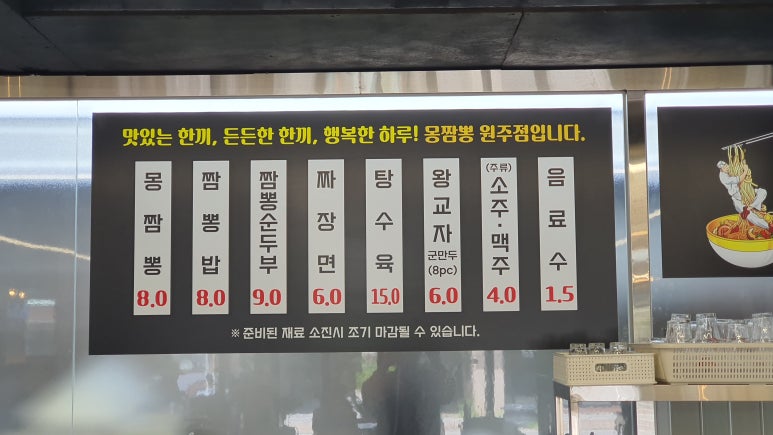 맛있는 한끼, 든든한 한끼, 행복한 하루! 몽짬뽕 원주점입니다.
몽짬뽕
8.0
짬뽕밥
8.0
짬뽕순두부
9.0
짜장면
6.0
탕수육
15.0
왕교자
군만두
(8pc)
6.0
(주류)
소주·맥주
4.0
음료수
1.5
※ 준비된 재료 소진시 조기 마감될 수 있습니다.